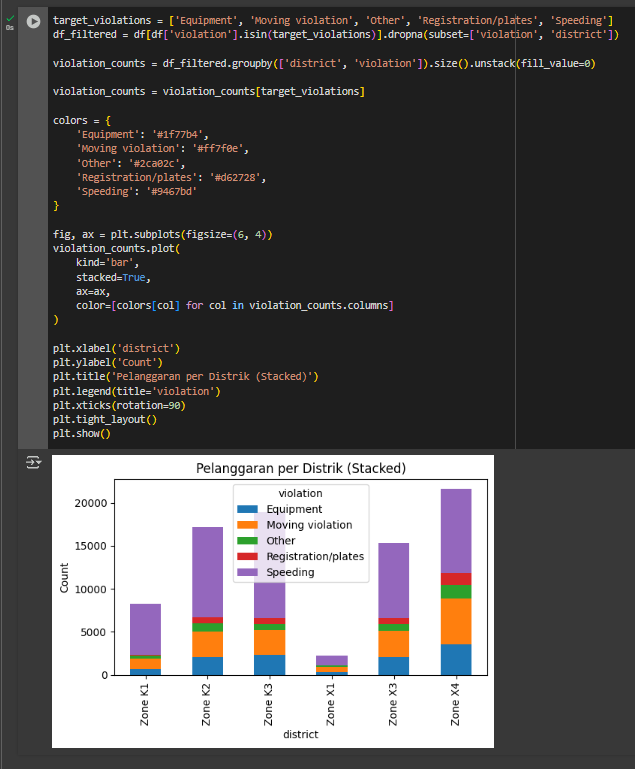 0s
target_violations = ['Equipment', 'Moving violation', 'Other', 'Registration/plates', 'Speeding']
df_filtered = df[df['violation'].isin(target_violations)].dropna(subset=['violation', 'district'])
violation_counts = df_filtered.groupby(['district', 'violation']).size().unstack(fill_value=0)
violation_counts = violation_counts[target_violations]
colors = {
    'Equipment': '#1f77b4',
    'Moving violation': '#ff7f0e',
    'Other': '#2ca02c',
    'Registration/plates': '#d62728',
    'Speeding': '#9467bd'
}
fig, ax = plt.subplots(figsize=(6, 4))
violation_counts.plot(
    kind='bar',
    stacked=True,
    ax=ax,
    color=[colors[col] for col in violation_counts.columns]
)
plt.xlabel('district')
plt.ylabel('Count')
plt.title('Pelanggaran per Distrik (Stacked)')
plt.legend(title='violation')
plt.xticks(rotation=90)
plt.tight_layout()
plt.show()
Pelanggaran per Distrik (Stacked)
violation
Equipment
Moving violation
Other
Registration/plates
Speeding
Count
20000
15000
10000
5000
0
Zone K1
Zone K2
Zone K3
Zone X1
Zone X3
Zone X4
district